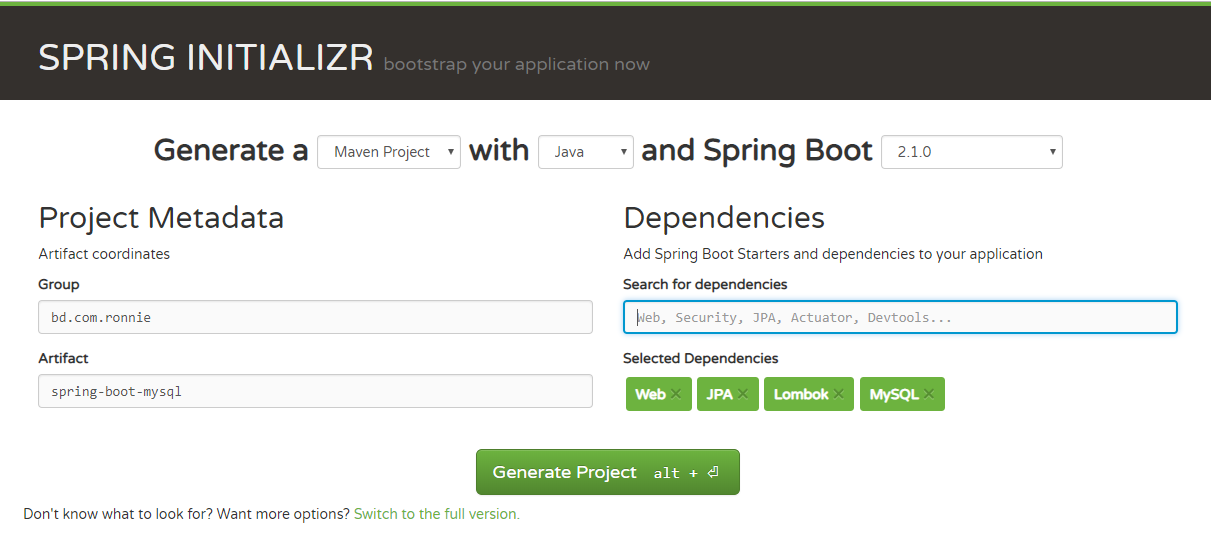 SPRING INITIALIZR bootstrap your application now
Generate a Maven Project with Java and Spring Boot 2.1.0
Project Metadata
Artifact coordinates
Group
bd.com.ronnie
Artifact
spring-boot-mysql
Dependencies
Add Spring Boot Starters and dependencies to your application
Search for dependencies
Web, Security, JPA, Actuator, Devtools...
Selected Dependencies
Web × JPA × Lombok × MySQL ×
Generate Project alt + ⏎
Don't know what to look for? Want more options? Switch to the full version.